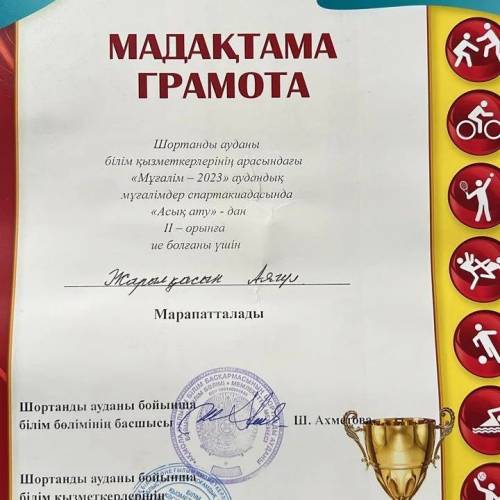 МАДАҚТАМА
ГРАМОТА
Шортанды ауданы
білім қызметкерлерінің арасындағы
«Мұғалім – 2023» аудандық
мұғалімдер спартакиадасында
«Асық ату» - дан
II – орынға
ие болғаны үшін
Жарылқасын Аягул
Марапатталады
Шортанды ауданы бойынша
білім бөлімінің басшысы
Ш. Ахметова
Шортанды ауданы бойынша
білім қызметкерлерінің